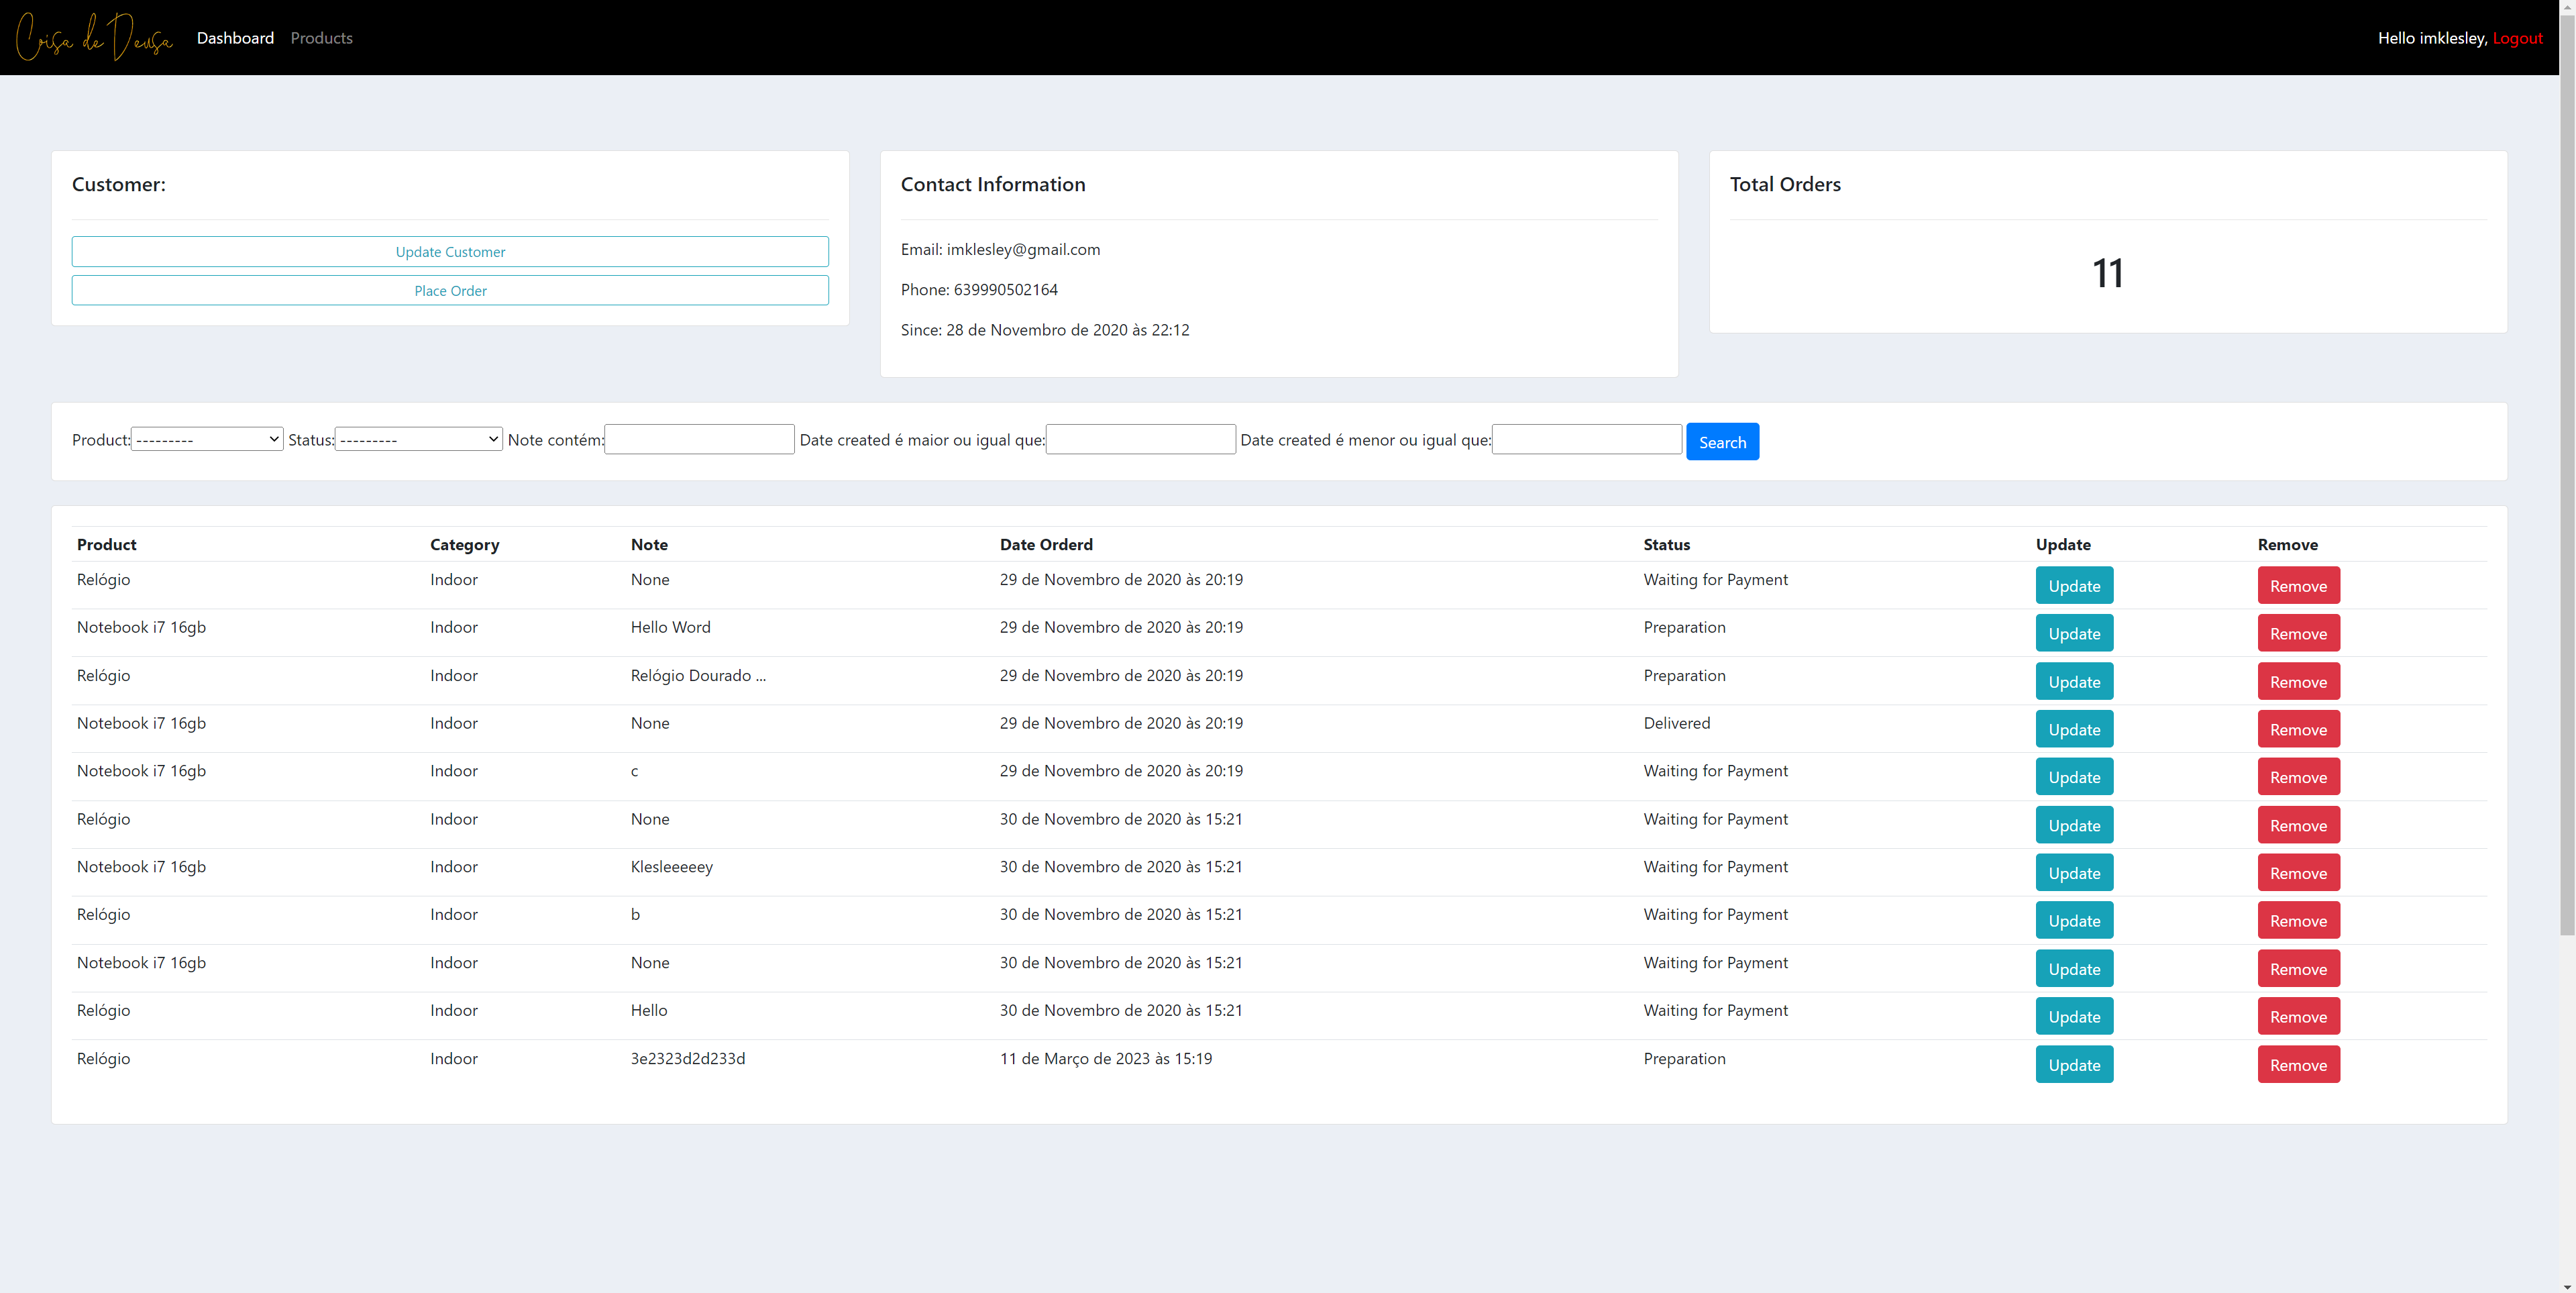 Coisa de Deusa Dashboard Products Hello imklesley, Logout
Customer:
Update Customer
Place Order
Contact Information
Email: imklesley@gmail.com
Phone: 639990502164
Since: 28 de Novembro de 2020 às 22:12
Total Orders
11
Product: --------- Status: --------- Note contém: Date created é maior ou igual que: Date created é menor ou igual que: Search
Product Category Note Date Orderd Status Update Remove
Relógio Indoor None 29 de Novembro de 2020 às 20:19 Waiting for Payment Update Remove
Notebook i7 16gb Indoor Hello Word 29 de Novembro de 2020 às 20:19 Preparation Update Remove
Relógio Indoor Relógio Dourado ... 29 de Novembro de 2020 às 20:19 Preparation Update Remove
Notebook i7 16gb Indoor None 29 de Novembro de 2020 às 20:19 Delivered Update Remove
Notebook i7 16gb Indoor c 29 de Novembro de 2020 às 20:19 Waiting for Payment Update Remove
Relógio Indoor None 30 de Novembro de 2020 às 15:21 Waiting for Payment Update Remove
Notebook i7 16gb Indoor Klesleeeeey 30 de Novembro de 2020 às 15:21 Waiting for Payment Update Remove
Relógio Indoor b 30 de Novembro de 2020 às 15:21 Waiting for Payment Update Remove
Notebook i7 16gb Indoor None 30 de Novembro de 2020 às 15:21 Waiting for Payment Update Remove
Relógio Indoor Hello 30 de Novembro de 2020 às 15:21 Waiting for Payment Update Remove
Relógio Indoor 3e2323d2d233d 11 de Março de 2023 às 15:19 Preparation Update Remove